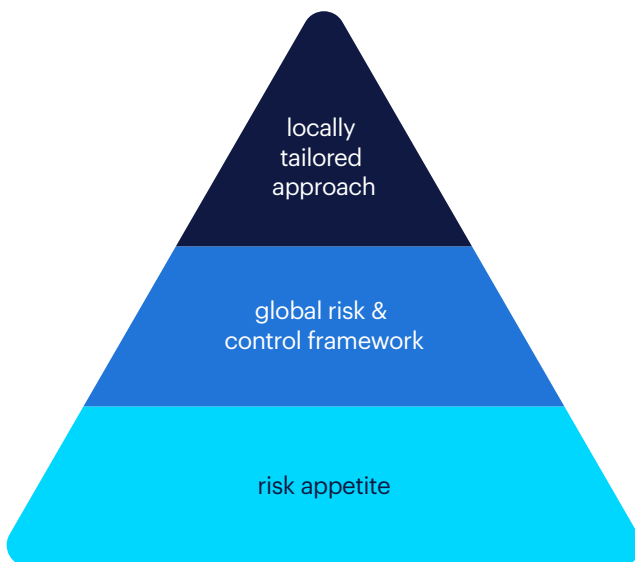 locally
tailored
approach
global risk &
control framework
risk appetite